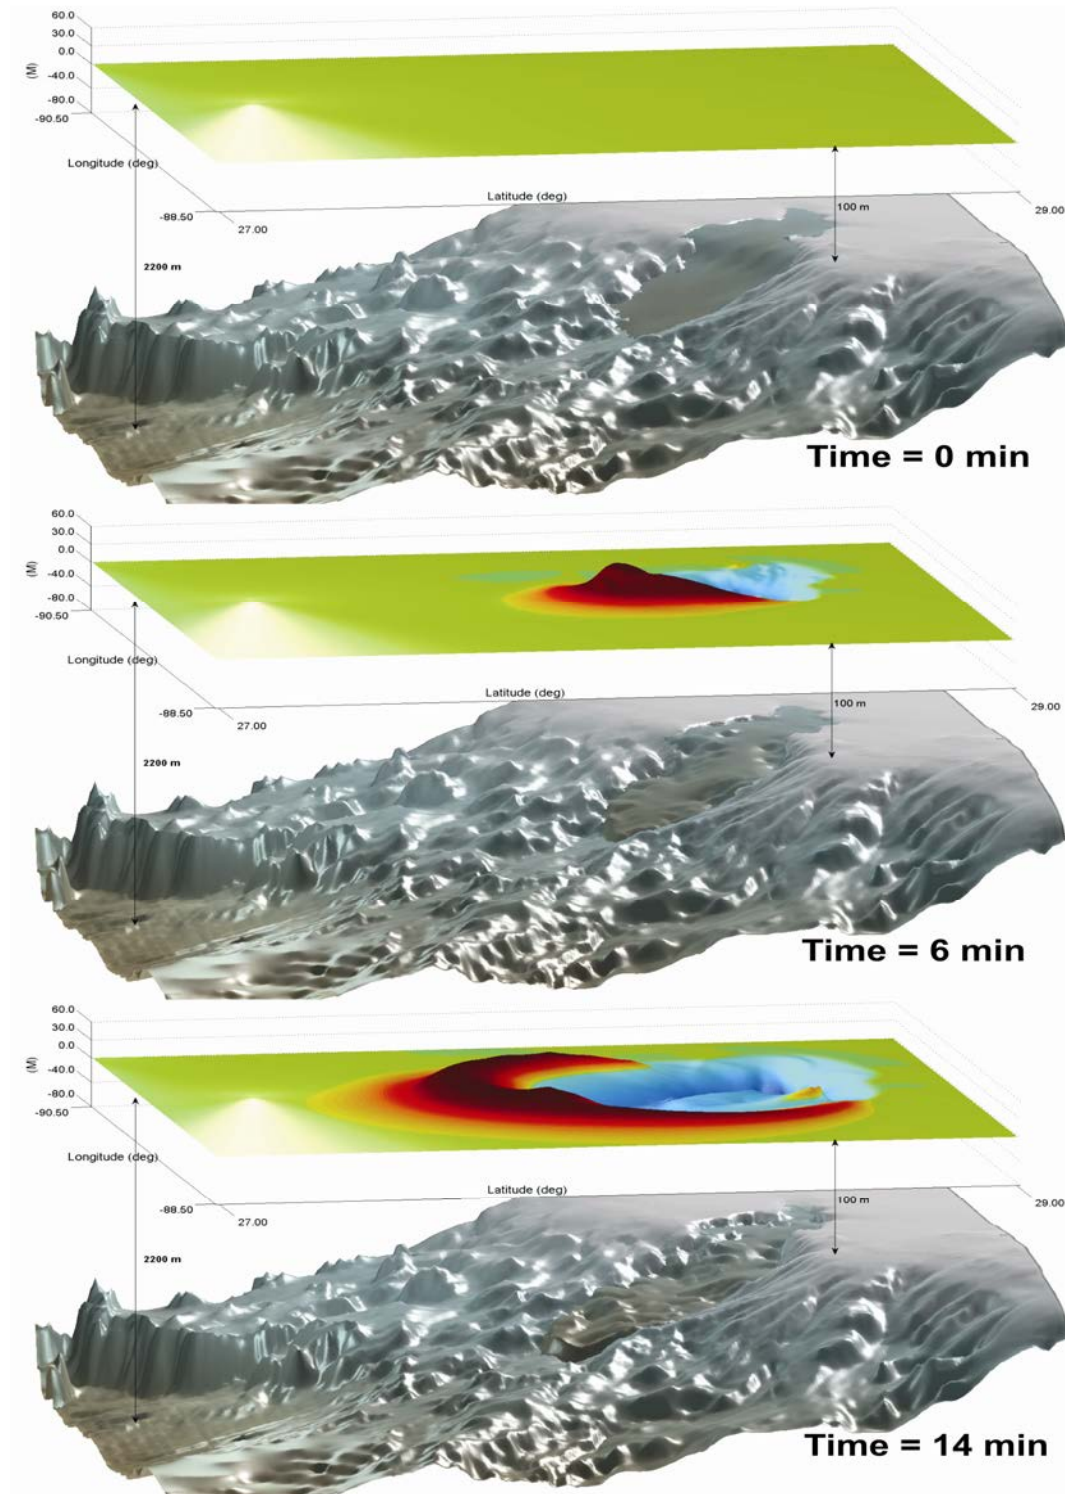 60.0
30.0
0.0
(M)
-40.0
-80.0
-90.50
Longitude (deg)
Latitude (deg)
-88.50
27.00
100 m
29.00
2200 m
Time = 0 min
60.0
30.0
0.0
(M)
-40.0
-80.0
-90.50
Longitude (deg)
Latitude (deg)
-88.50
27.00
100 m
29.00
2200 m
Time = 6 min
60.0
30.0
0.0
(M)
-40.0
-80.0
-90.50
Longitude (deg)
Latitude (deg)
-88.50
27.00
100 m
29.00
2200 m
Time = 14 min